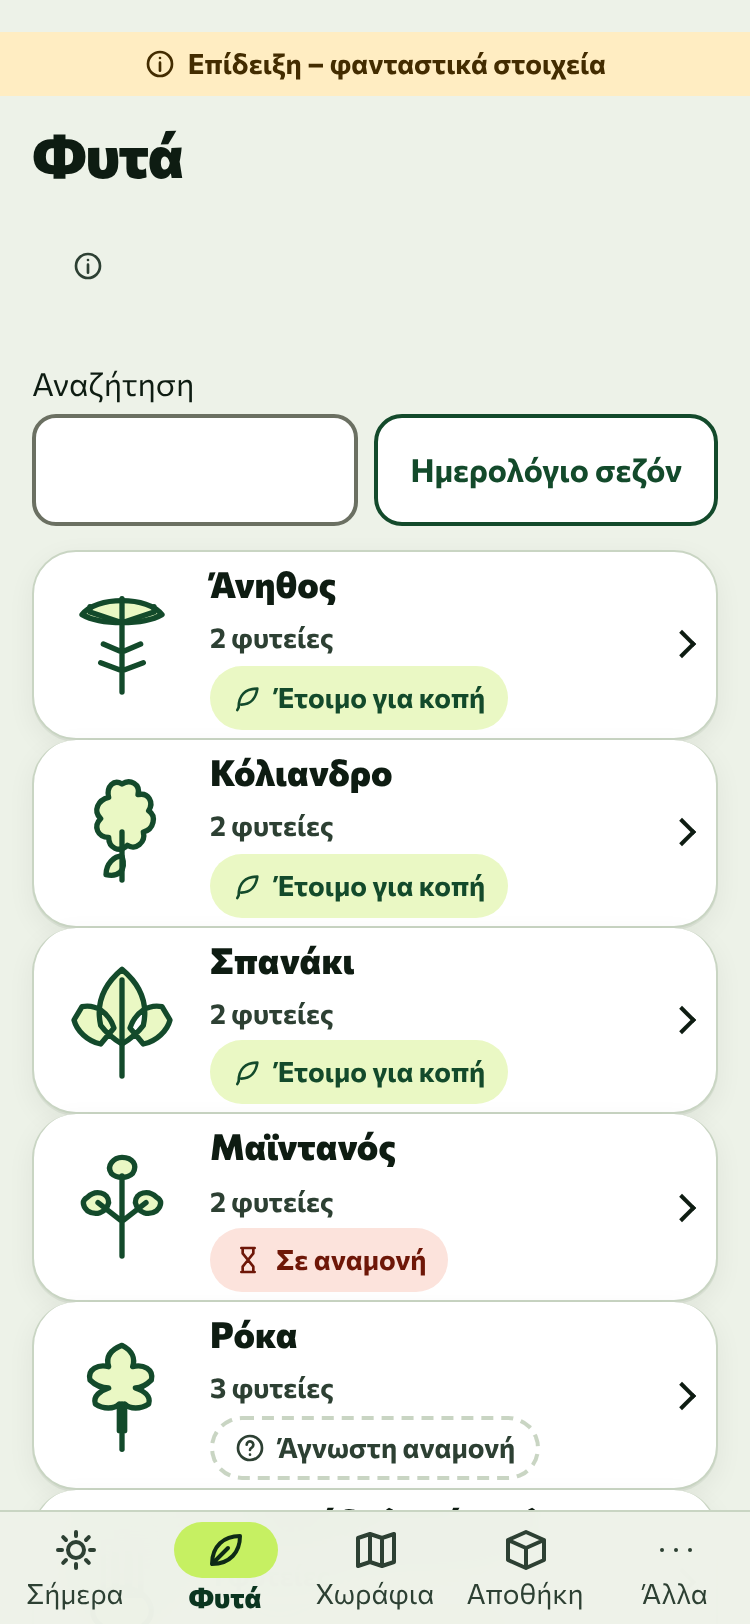 Επίδειξη – φανταστικά στοιχεία
Φυτά
Αναζήτηση
Ημερολόγιο σεζόν
Άνηθος
2 φυτείες
Έτοιμο για κοπή
Κόλιανδρο
2 φυτείες
Έτοιμο για κοπή
Σπανάκι
2 φυτείες
Έτοιμο για κοπή
Μαϊντανός
2 φυτείες
Σε αναμονή
Ρόκα
3 φυτείες
Άγνωστη αναμονή
Σήμερα
Φυτά
Χωράφια
Αποθήκη
Άλλα